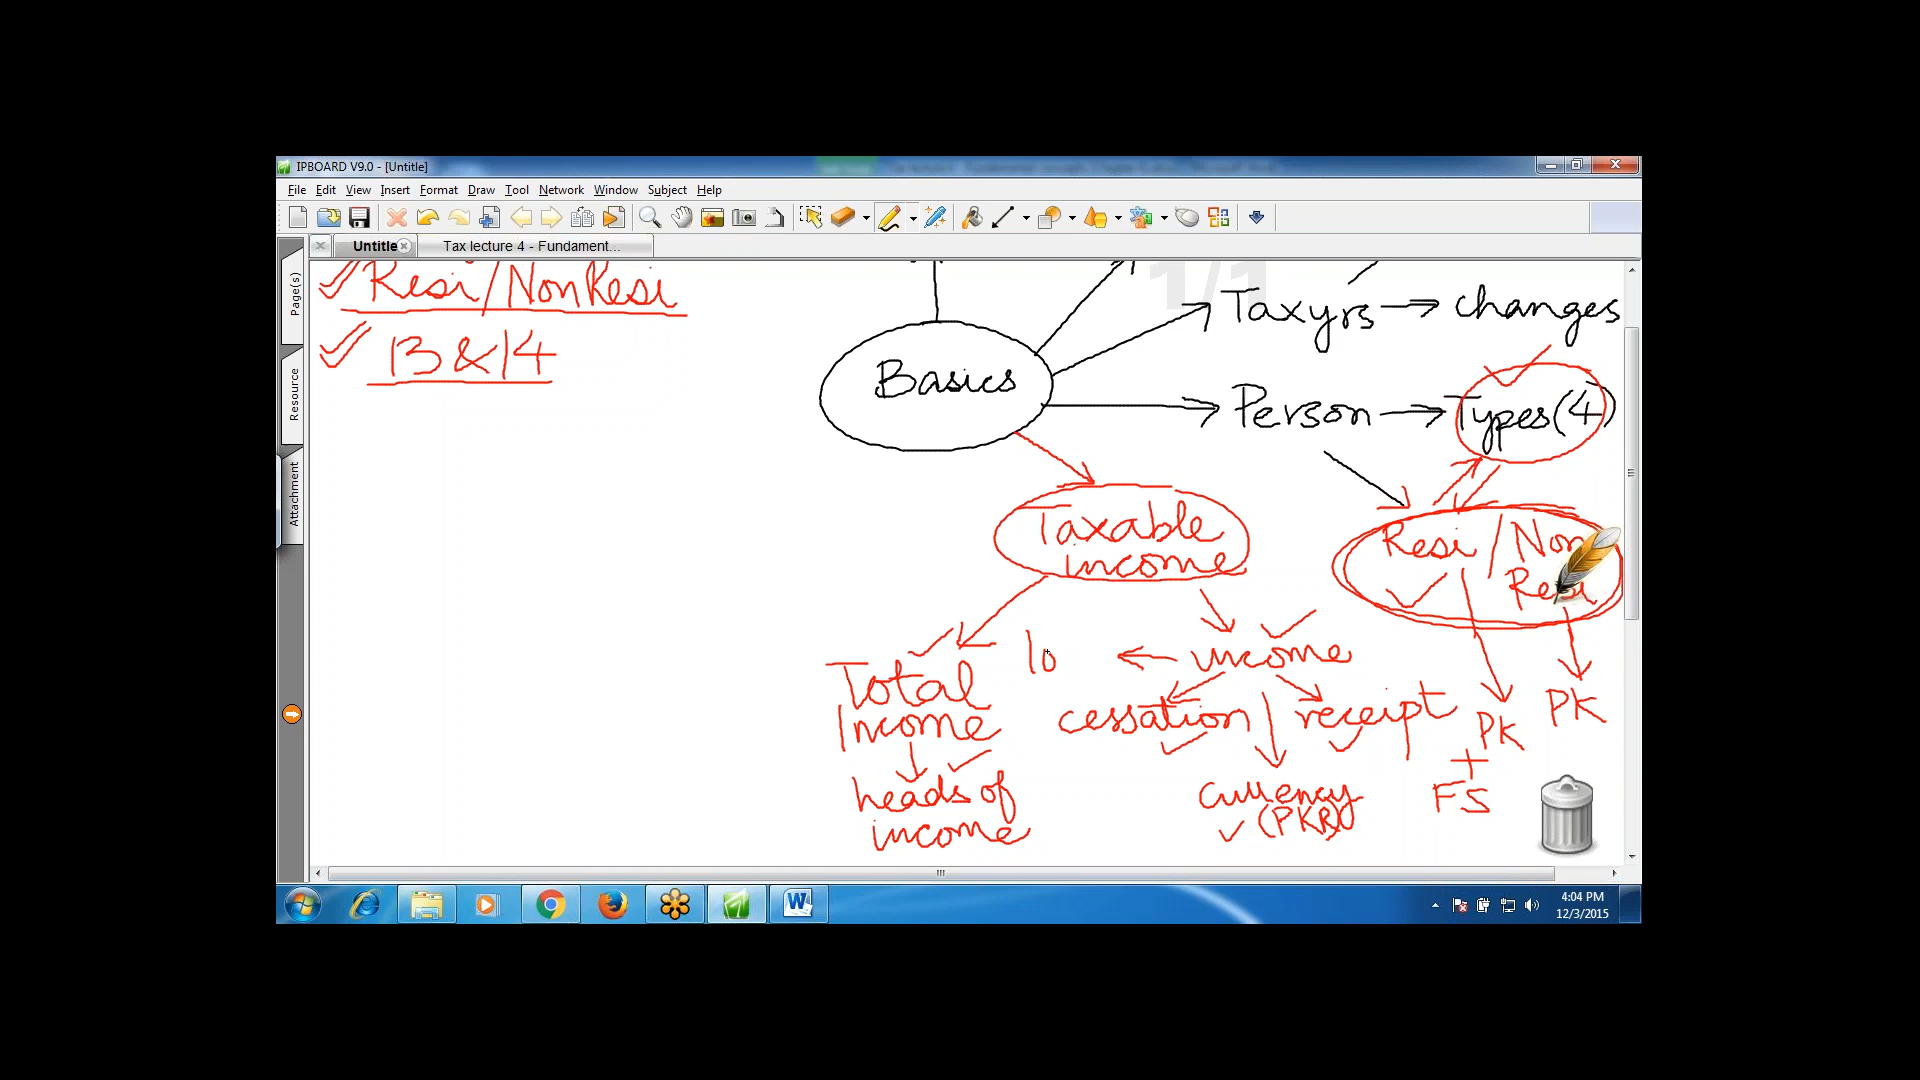 IPBOARD V9.0 - [Untitle]
File Edit View Insert Format Draw Tool Network Window Subject Help
Untitle
Tax lecture 4 - Fundament...
Page(s)
Resource
Attachment
1/1
Resi/NonResi
13 & 14
Basics
Taxyrs → changes
Person → Types(4)
Taxable
income
Resi / Non
Resi
Total
Income
heads of
income
10
← income
cessation
receipt
currency
(PKR)
PK
+
FS
PK
4:04 PM
12/3/2015